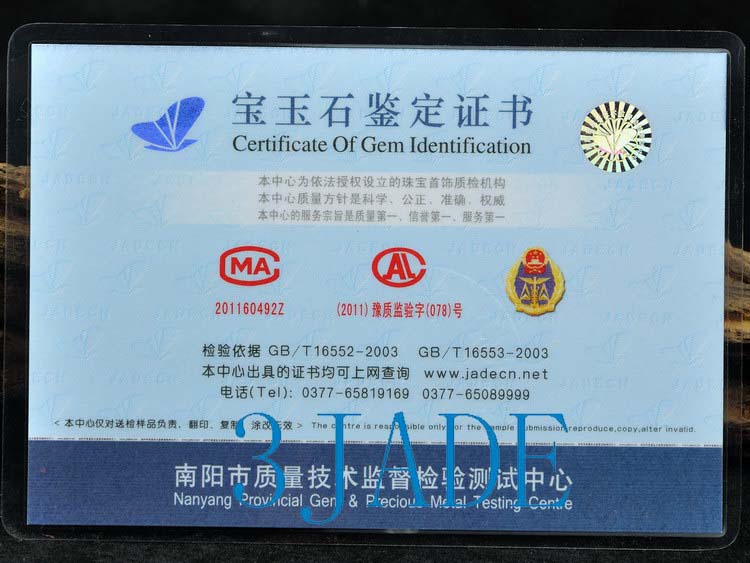 宝玉石鉴定证书
Certificate Of Gem Identification
本中心为依法授权设立的珠宝首饰质检机构
本中心质量方针是科学、公正、准确、权威
本中心的服务宗旨是质量第一、信誉第一、服务第一
JADECN
MA
201160492Z
AL
(2011)豫质监验字(078)号
检验依据 GB/T16552-2003 GB/T16553-2003
本中心出具的证书均可上网查询 www.jadecn.net
电话(Tel): 0377-65819169 0377-65089999
<本中心仅对送检样品负责、翻印、复制、涂改无效> The centre is responsible only for the sample submission,reproduce,copy,alter invalid.
3JADE
南阳市质量技术监督检验测试中心
Nanyang Provincial Gem & Precious Metal Testing Centre